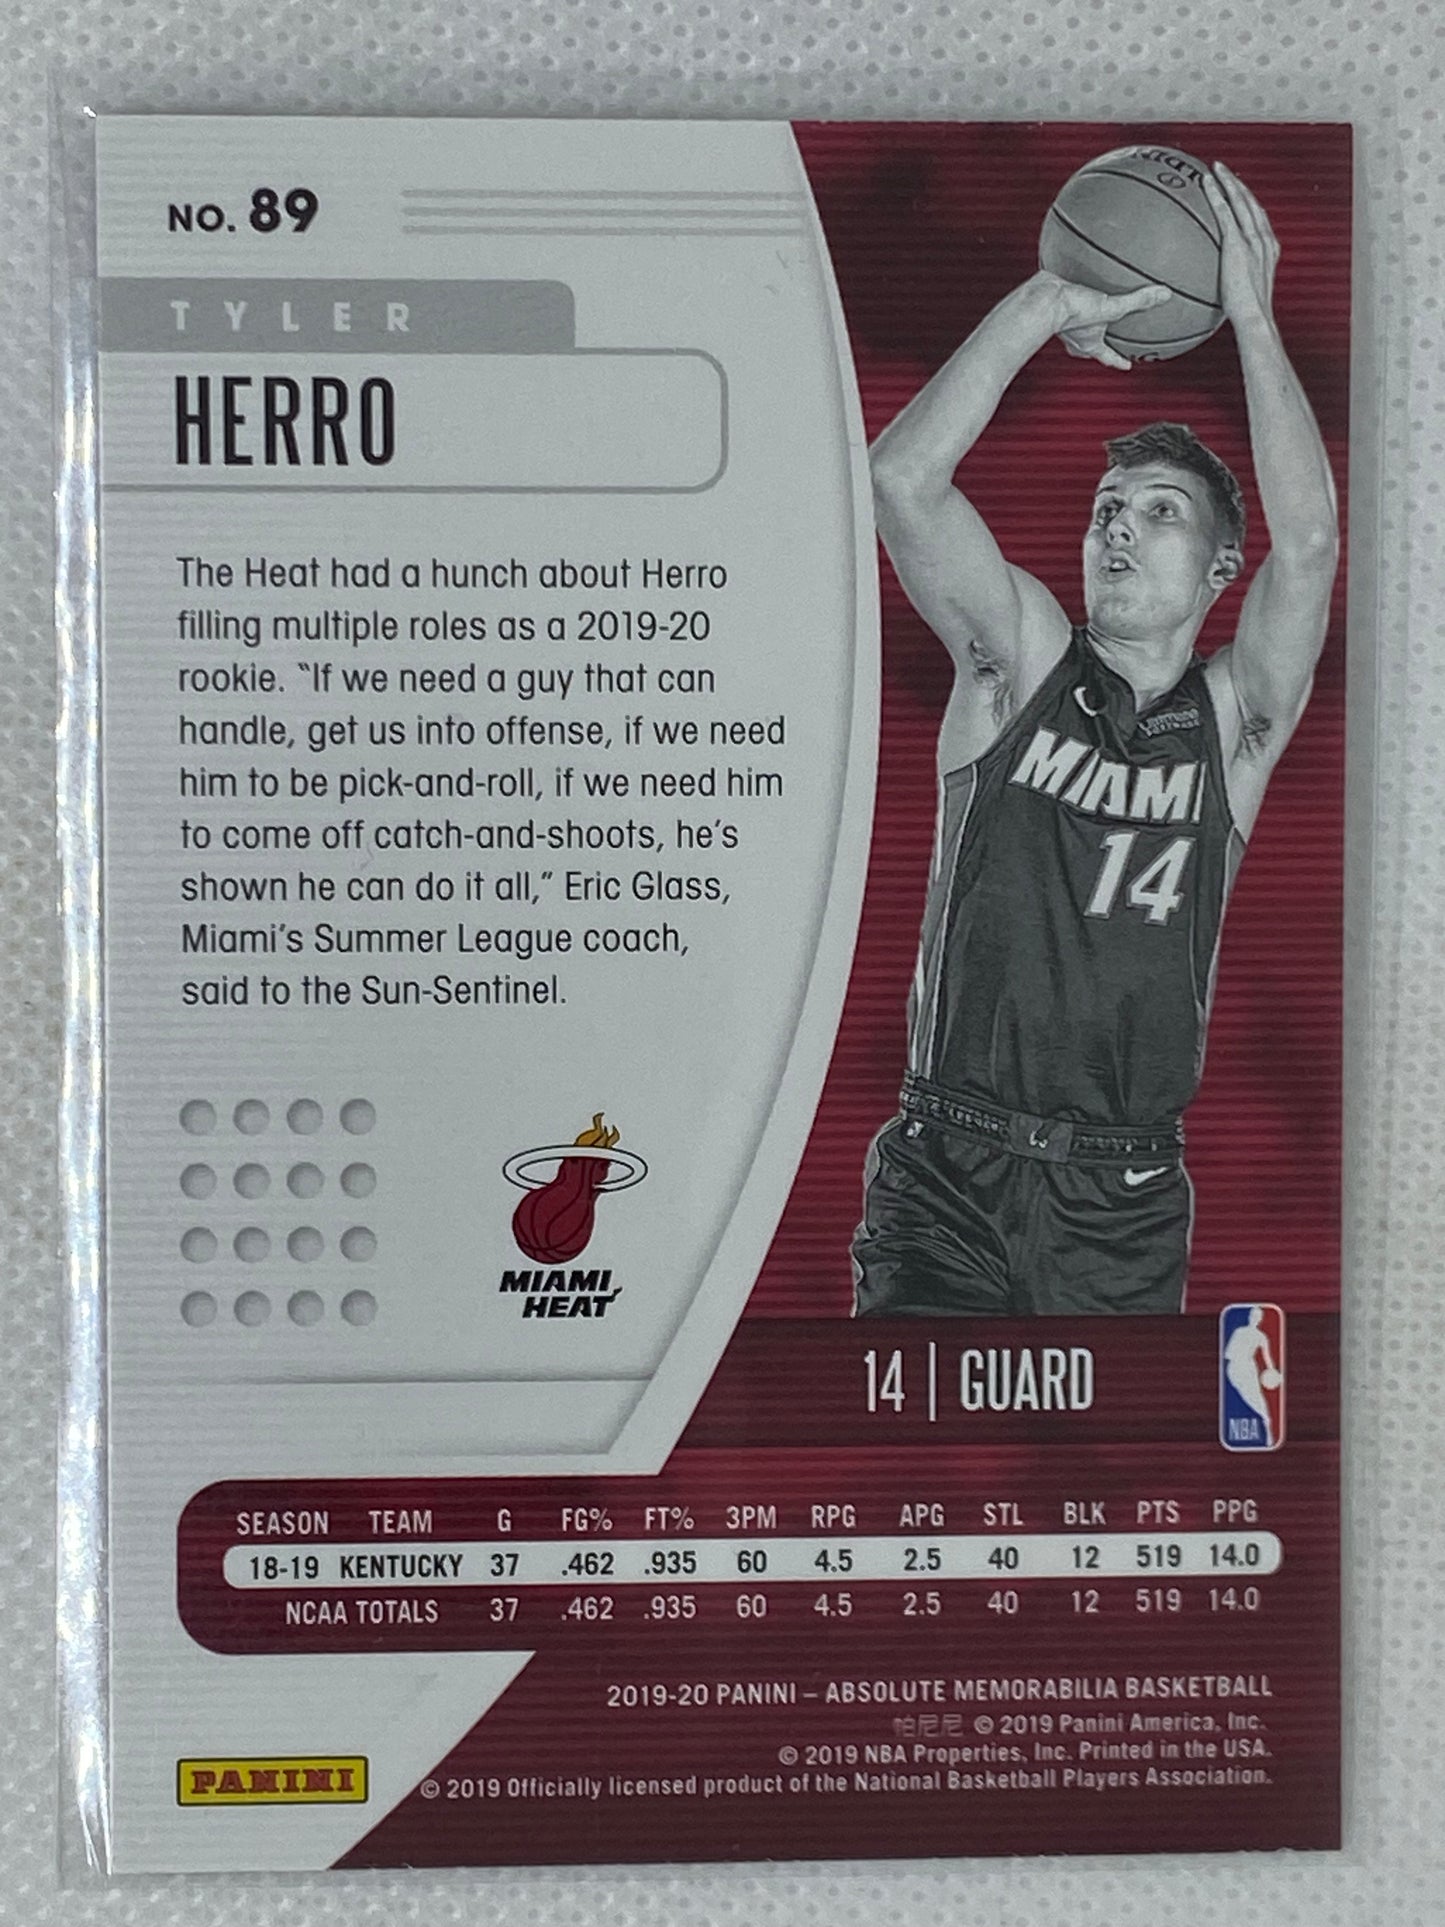 NO. 89
TYLER
HERRO
The Heat had a hunch about Herro
filling multiple roles as a 2019-20
rookie. “If we need a guy that can
handle, get us into offense, if we need
him to be pick-and-roll, if we need him
to come off catch-and-shoots, he’s
shown he can do it all,” Eric Glass,
Miami’s Summer League coach,
said to the Sun-Sentinel.
MIAMI
14
MIAMI
HEAT
14 | GUARD
NBA
SEASON TEAM G FG% FT% 3PM RPG APG STL BLK PTS PPG
18-19 KENTUCKY 37 .462 .935 60 4.5 2.5 40 12 519 14.0
NCAA TOTALS 37 .462 .935 60 4.5 2.5 40 12 519 14.0
2019-20 PANINI – ABSOLUTE MEMORABILIA BASKETBALL
帕尼尼 © 2019 Panini America, Inc.
© 2019 NBA Properties, Inc. Printed in the USA.
© 2019 Officially licensed product of the National Basketball Players Association.
PANINI